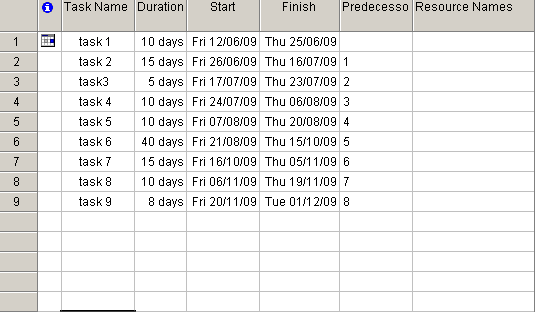 Task Name Duration Start Finish Predecesso Resource Names
1 task 1 10 days Fri 12/06/09 Thu 25/06/09
2 task 2 15 days Fri 26/06/09 Thu 16/07/09 1
3 task3 5 days Fri 17/07/09 Thu 23/07/09 2
4 task 4 10 days Fri 24/07/09 Thu 06/08/09 3
5 task 5 10 days Fri 07/08/09 Thu 20/08/09 4
6 task 6 40 days Fri 21/08/09 Thu 15/10/09 5
7 task 7 15 days Fri 16/10/09 Thu 05/11/09 6
8 task 8 10 days Fri 06/11/09 Thu 19/11/09 7
9 task 9 8 days Fri 20/11/09 Tue 01/12/09 8